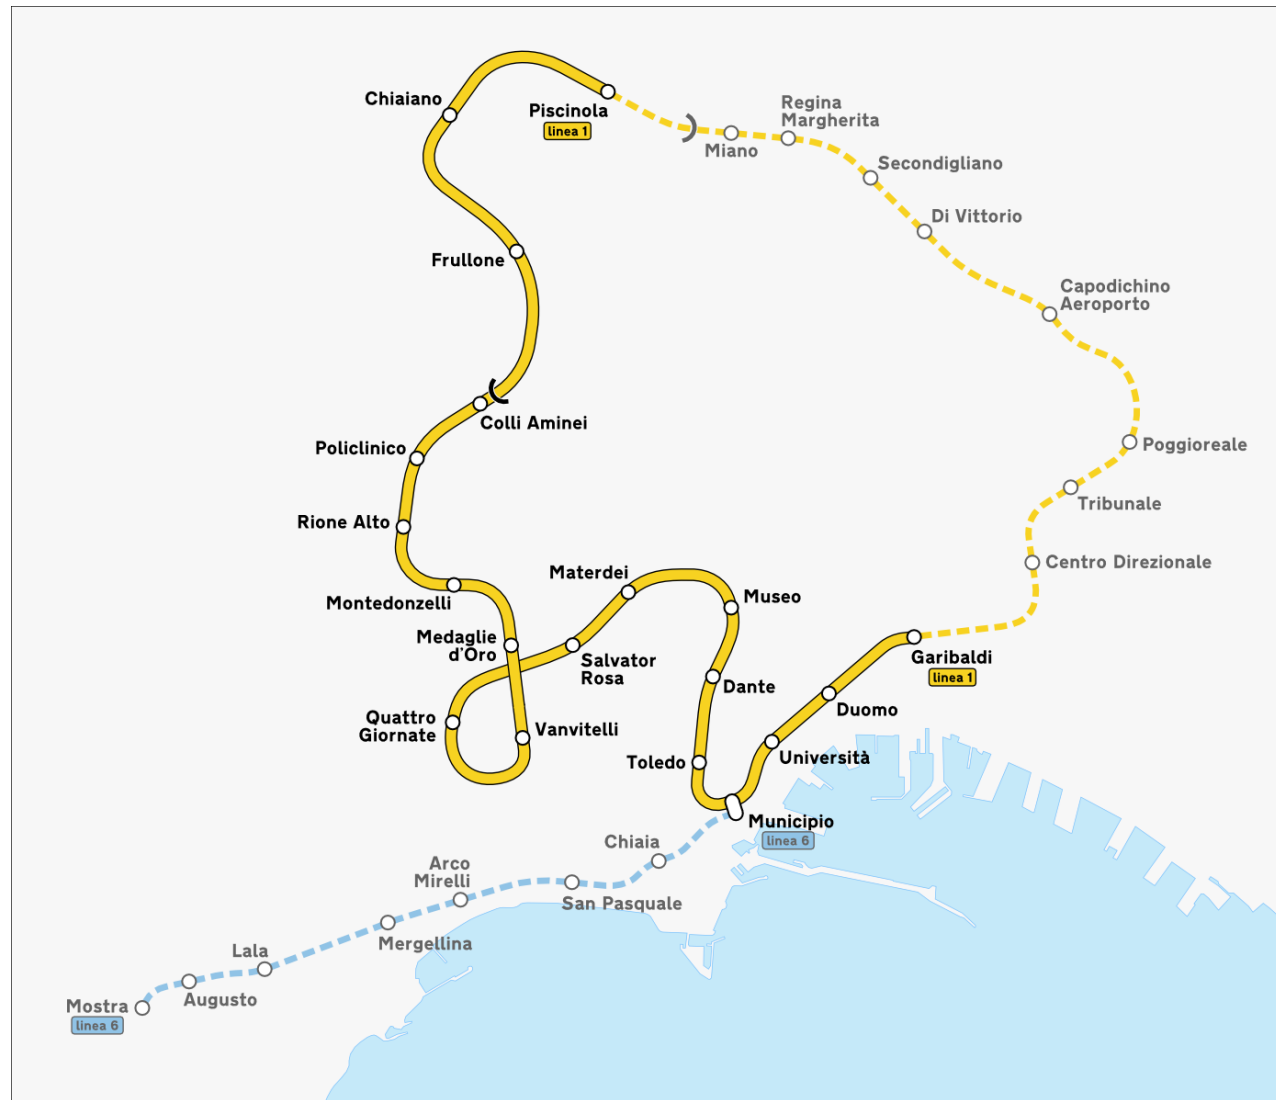 Chiaiano
Piscinola
linea 1
Regina
Margherita
Miano
Secondigliano
Di Vittorio
Frullone
Capodichino
Aeroporto
Colli Aminei
Policlinico
Poggioreale
Tribunale
Rione Alto
Centro Direzionale
Materdei
Montedonzelli
Museo
Medaglie
d'Oro
Salvator
Rosa
Garibaldi
linea 1
Dante
Duomo
Quattro
Giornate
Vanvitelli
Toledo
Università
Municipio
linea 6
Chiaia
Arco
Mirelli
San Pasquale
Mergellina
Lala
Augusto
Mostra
linea 6